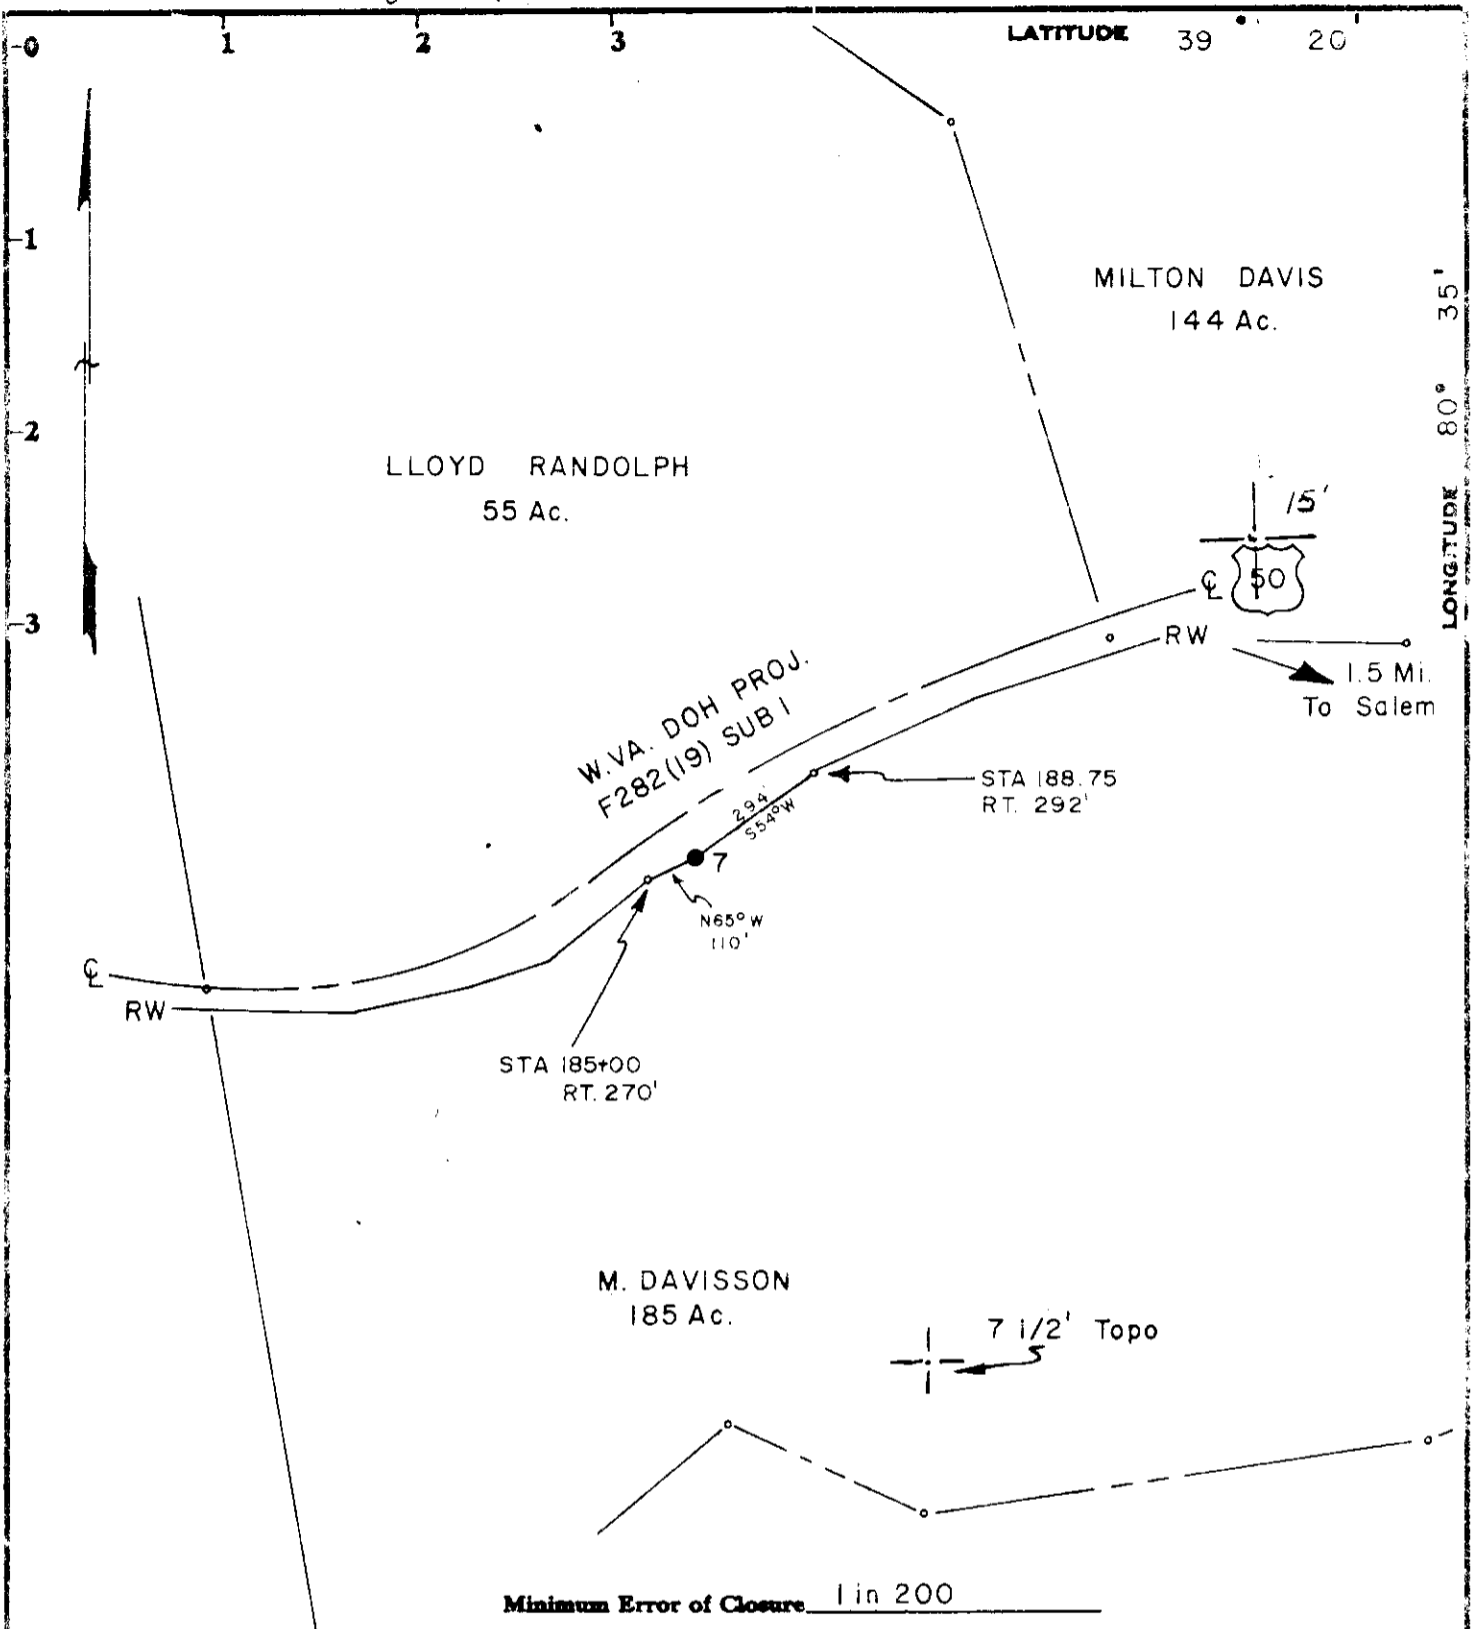 LATITUDE 39° 20'
-0
1
2
3
-1
-2
-3
MILTON DAVIS
144 Ac.
LONGITUDE 80° 35'
LLOYD RANDOLPH
55 Ac.
15'
50
℄
RW
1.5 Mi.
To Salem
W.VA. DOH PROJ.
F282(19) SUB 1
STA 188.75
RT. 292'
294'
S54°W
7
N65°W
110'
℄
RW
STA 185+00
RT. 270'
M. DAVISSON
185 Ac.
7 1/2' Topo
Minimum Error of Closure 1 in 200